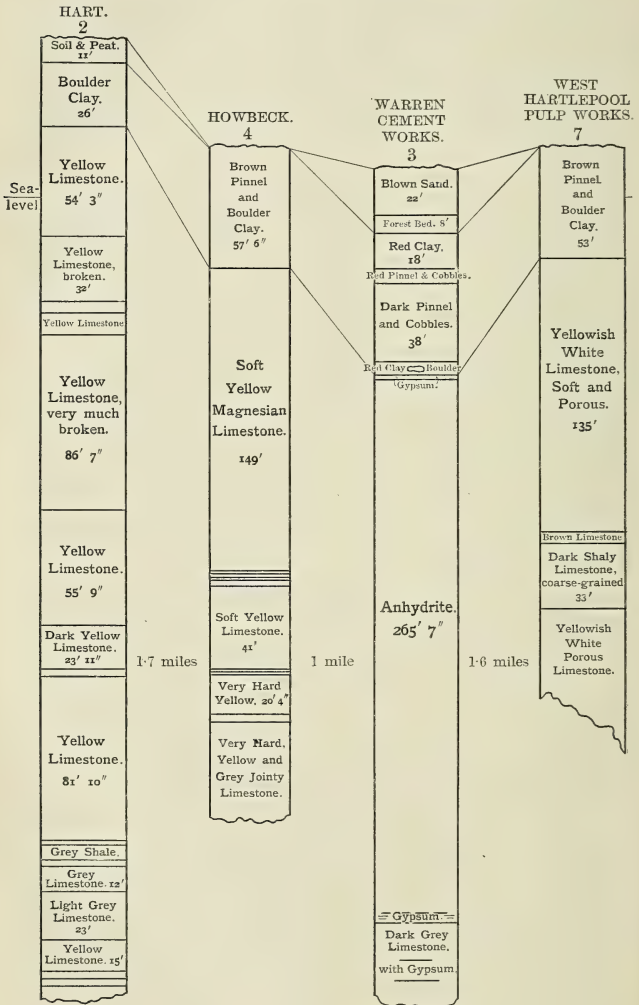 HART.
2
Soil & Peat.
11′
Boulder
Clay.
26′
Yellow
Limestone.
54′ 3″
Sea-
level
Yellow
Limestone,
broken.
32′
Yellow Limestone
Yellow
Limestone,
very much
broken.
86′ 7″
Yellow
Limestone.
55′ 9″
Dark Yellow
Limestone.
23′ 11″
Yellow
Limestone.
81′ 10″
Grey Shale.
Grey
Limestone. 12′
Light Grey
Limestone.
23′
Yellow
Limestone. 15′
1·7 miles
HOWBECK.
4
Brown
Pinnel
and
Boulder
Clay.
57′ 6″
Soft
Yellow
Magnesian
Limestone.
149′
Soft Yellow
Limestone.
41′
Very Hard
Yellow. 20′ 4″
Very Hard,
Yellow and
Grey Jointy
Limestone.
1 mile
WARREN
CEMENT
WORKS.
3
Blown Sand.
22′
Forest Bed. 8′
Red Clay.
18′
Red Pinnel & Cobbles.
Dark Pinnel
and Cobbles.
38′
Red Clay Boulder
(Gypsum.)
Anhydrite.
265′ 7″
Gypsum.
Dark Grey
Limestone.
with Gypsum.
1·6 miles
WEST
HARTLEPOOL
PULP WORKS.
7
Brown
Pinnel
and
Boulder
Clay.
53′
Yellowish
White
Limestone,
Soft and
Porous.
135′
Brown Limestone
Dark Shaly
Limestone,
coarse-grained
33′
Yellowish
White
Porous
Limestone.